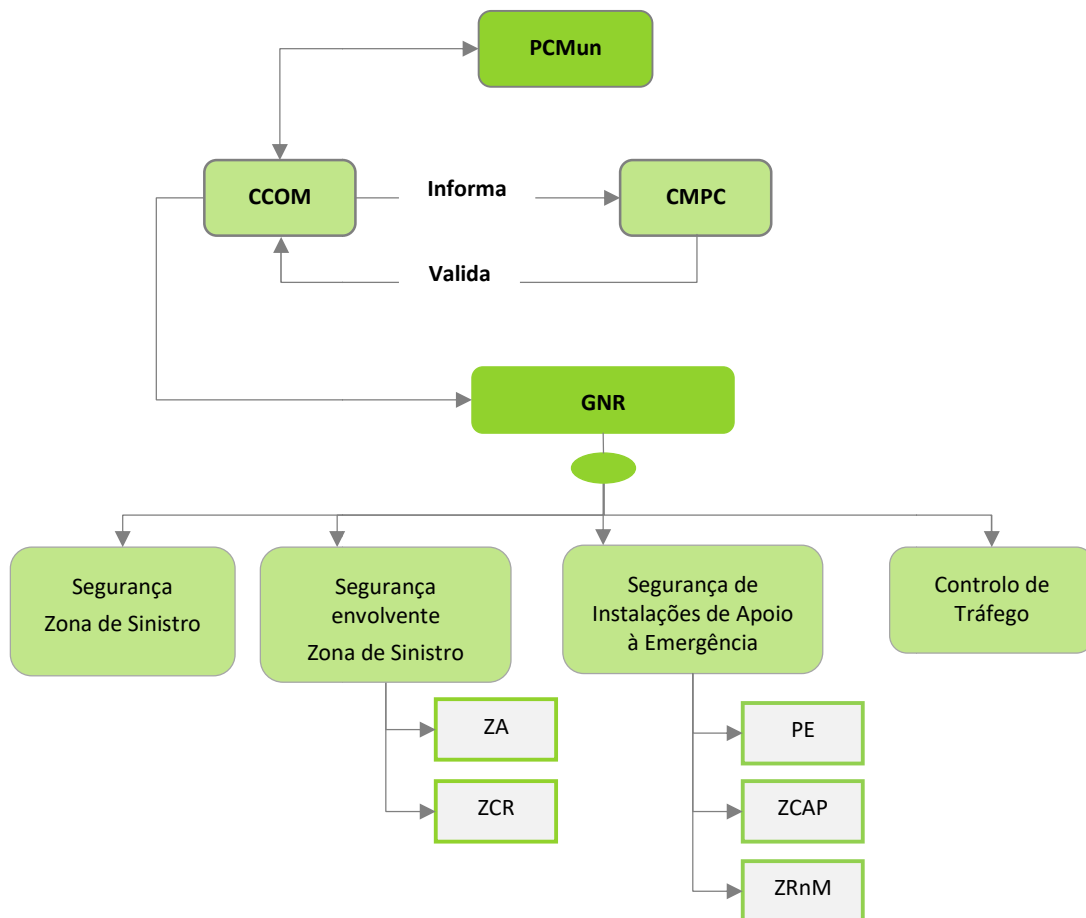 PCMun
CCOM
Informa
CMPC
Valida
GNR
Segurança
Zona de Sinistro
Segurança
envolvente
Zona de Sinistro
Segurança de
Instalações de Apoio
à Emergência
Controlo de
Tráfego
ZA
ZCR
PE
ZCAP
ZRnM